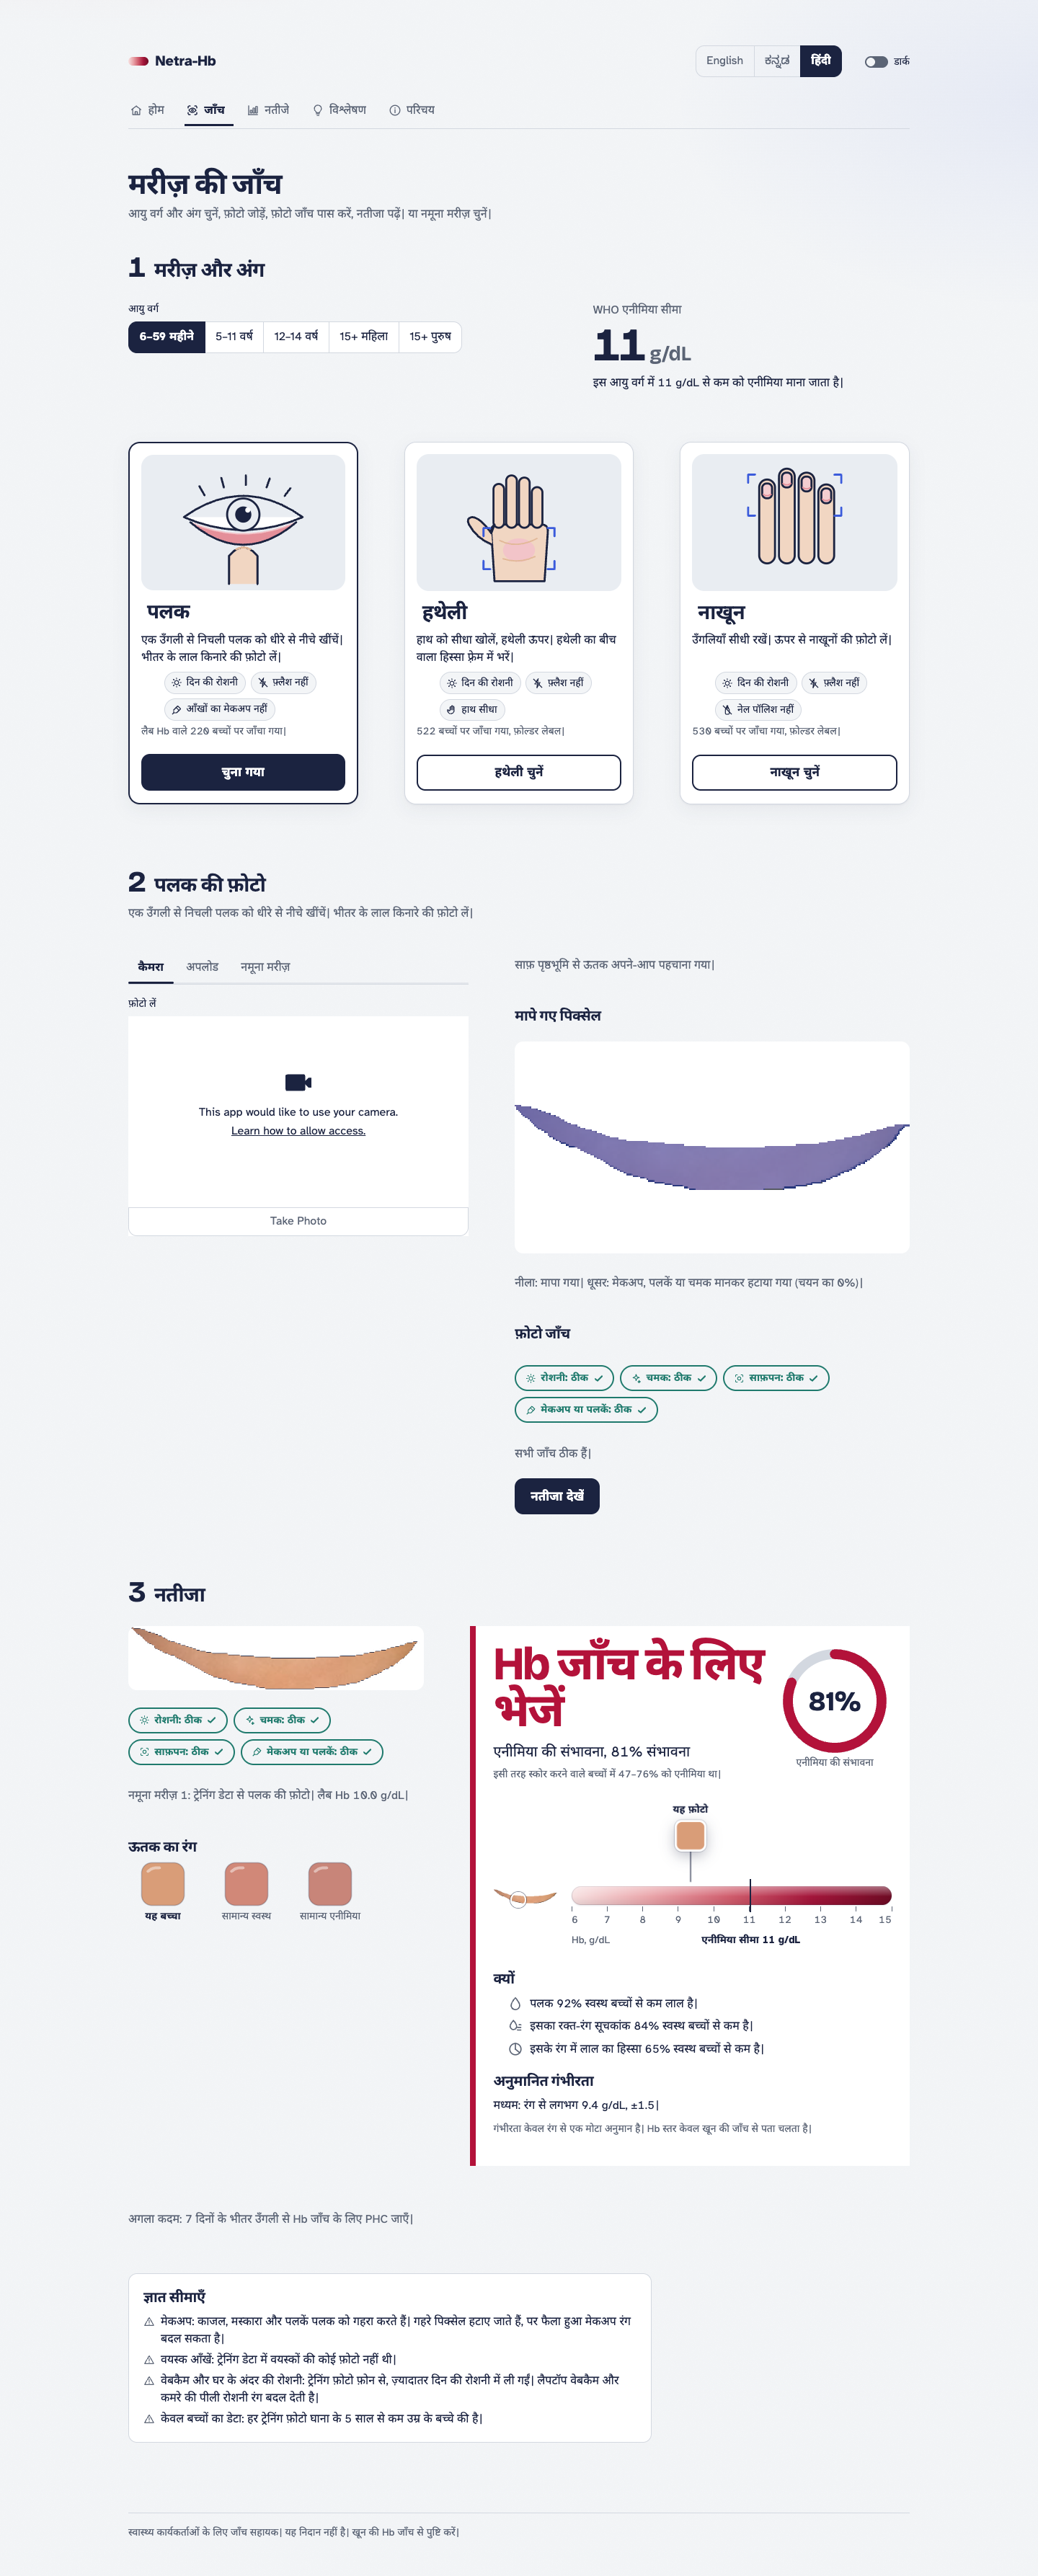 Netra-Hb
English ಕನ್ನಡ हिंदी डार्क
होम जाँच नतीजे विश्लेषण परिचय
मरीज़ की जाँच
आयु वर्ग और अंग चुनें, फ़ोटो जोड़ें, फ़ोटो जाँच पास करें, नतीजा पढ़ें| या नमूना मरीज़ चुनें|
1 मरीज़ और अंग
आयु वर्ग
6–59 महीने 5–11 वर्ष 12–14 वर्ष 15+ महिला 15+ पुरुष
WHO एनीमिया सीमा
11 g/dL
इस आयु वर्ग में 11 g/dL से कम को एनीमिया माना जाता है|
पलक
एक उँगली से निचली पलक को धीरे से नीचे खींचें|
भीतर के लाल किनारे की फ़ोटो लें|
दिन की रोशनी फ़्लैश नहीं
आँखों का मेकअप नहीं
लैब Hb वाले 220 बच्चों पर जाँचा गया|
चुना गया
हथेली
हाथ को सीधा खोलें, हथेली ऊपर| हथेली का बीच
वाला हिस्सा फ़्रेम में भरें|
दिन की रोशनी फ़्लैश नहीं
हाथ सीधा
522 बच्चों पर जाँचा गया, फ़ोल्डर लेबल|
हथेली चुनें
नाखून
उँगलियाँ सीधी रखें| ऊपर से नाखूनों की फ़ोटो लें|
दिन की रोशनी फ़्लैश नहीं
नेल पॉलिश नहीं
530 बच्चों पर जाँचा गया, फ़ोल्डर लेबल|
नाखून चुनें
2 पलक की फ़ोटो
एक उँगली से निचली पलक को धीरे से नीचे खींचें| भीतर के लाल किनारे की फ़ोटो लें|
कैमरा अपलोड नमूना मरीज़
फ़ोटो लें
This app would like to use your camera.
Learn how to allow access.
Take Photo
साफ़ पृष्ठभूमि से ऊतक अपने-आप पहचाना गया|
मापे गए पिक्सेल
नीला: मापा गया| धूसर: मेकअप, पलकें या चमक मानकर हटाया गया (चयन का 0%)|
फ़ोटो जाँच
रोशनी: ठीक चमक: ठीक साफ़पन: ठीक
मेकअप या पलकें: ठीक
सभी जाँच ठीक हैं|
नतीजा देखें
3 नतीजा
रोशनी: ठीक चमक: ठीक
साफ़पन: ठीक मेकअप या पलकें: ठीक
नमूना मरीज़ 1: ट्रेनिंग डेटा से पलक की फ़ोटो| लैब Hb 10.0 g/dL|
ऊतक का रंग
यह बच्चा सामान्य स्वस्थ सामान्य एनीमिया
Hb जाँच के लिए
भेजें
एनीमिया की संभावना, 81% संभावना
इसी तरह स्कोर करने वाले बच्चों में 47–76% को एनीमिया था|
81%
एनीमिया की संभावना
यह फ़ोटो
6 7 8 9 10 11 12 13 14 15
Hb, g/dL एनीमिया सीमा 11 g/dL
क्यों
पलक 92% स्वस्थ बच्चों से कम लाल है|
इसका रक्त-रंग सूचकांक 84% स्वस्थ बच्चों से कम है|
इसके रंग में लाल का हिस्सा 65% स्वस्थ बच्चों से कम है|
अनुमानित गंभीरता
मध्यम: रंग से लगभग 9.4 g/dL, ±1.5|
गंभीरता केवल रंग से एक मोटा अनुमान है| Hb स्तर केवल खून की जाँच से पता चलता है|
अगला कदम: 7 दिनों के भीतर उँगली से Hb जाँच के लिए PHC जाएँ|
ज्ञात सीमाएँ
मेकअप: काजल, मस्कारा और पलकें पलक को गहरा करते हैं| गहरे पिक्सेल हटाए जाते हैं, पर फैला हुआ मेकअप रंग
बदल सकता है|
वयस्क आँखें: ट्रेनिंग डेटा में वयस्कों की कोई फ़ोटो नहीं थी|
वेबकैम और घर के अंदर की रोशनी: ट्रेनिंग फ़ोटो फ़ोन से, ज़्यादातर दिन की रोशनी में ली गईं| लैपटॉप वेबकैम और
कमरे की पीली रोशनी रंग बदल देती है|
केवल बच्चों का डेटा: हर ट्रेनिंग फ़ोटो घाना के 5 साल से कम उम्र के बच्चे की है|
स्वास्थ्य कार्यकर्ताओं के लिए जाँच सहायक| यह निदान नहीं है| खून की Hb जाँच से पुष्टि करें|